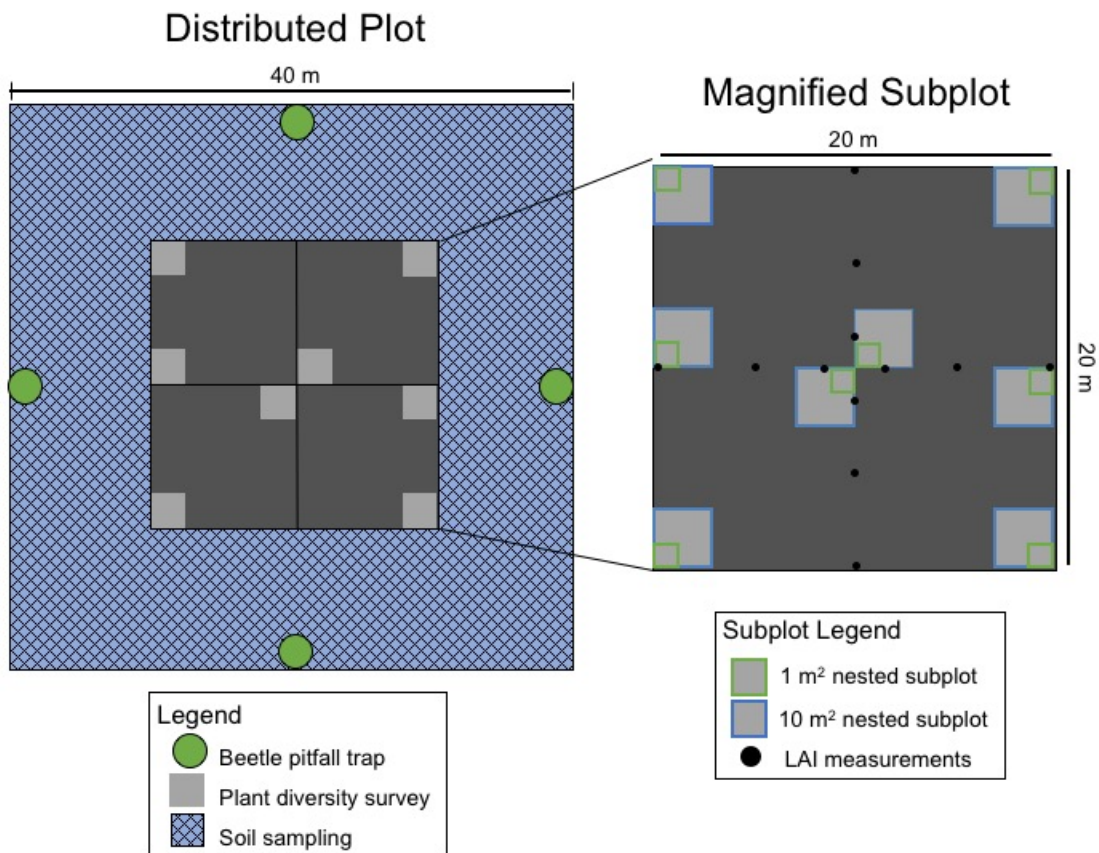 Distributed Plot
40 m
Magnified Subplot
20 m
20 m
Legend
Beetle pitfall trap
Plant diversity survey
Soil sampling
Subplot Legend
1 m² nested subplot
10 m² nested subplot
LAI measurements